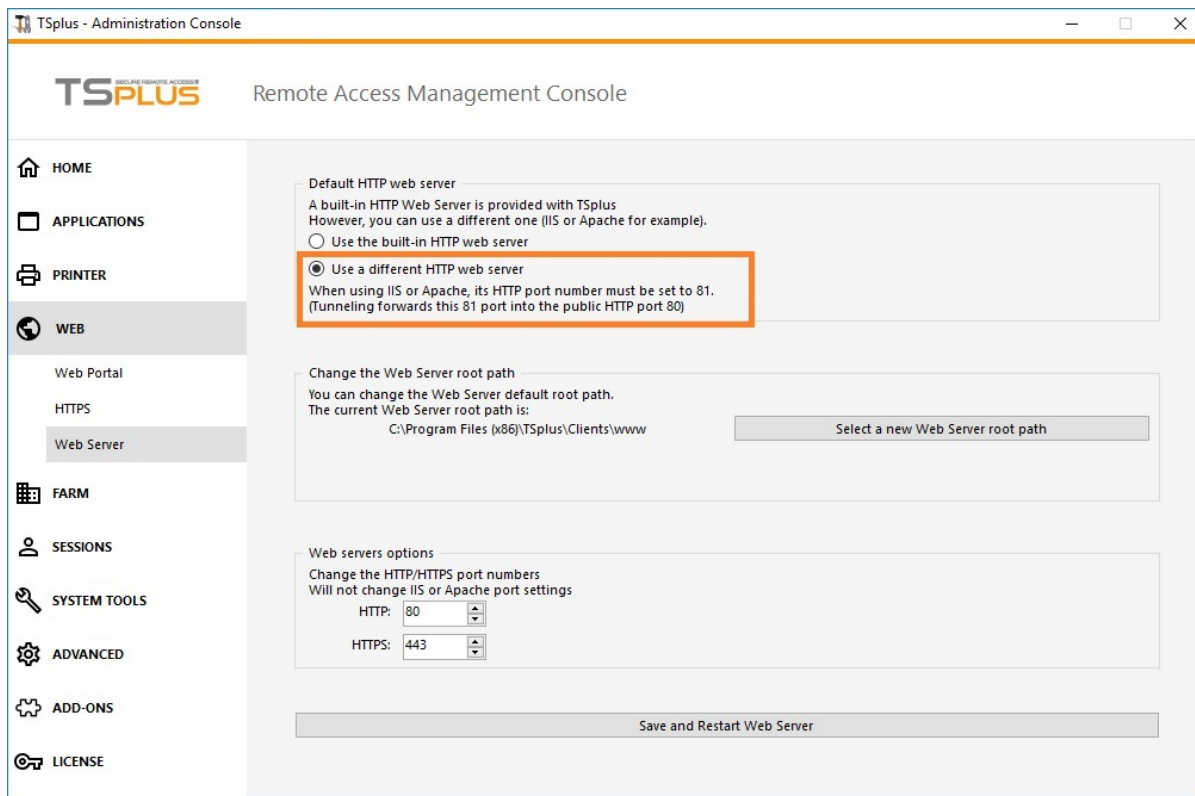 TSplus - Administration Console
TSPLUS
SECURE REMOTE ACCESS
Remote Access Management Console
HOME
APPLICATIONS
PRINTER
WEB
Web Portal
HTTPS
Web Server
FARM
SESSIONS
SYSTEM TOOLS
ADVANCED
ADD-ONS
LICENSE
Default HTTP web server
A built-in HTTP Web Server is provided with TSplus
However, you can use a different one (IIS or Apache for example).
Use the built-in HTTP web server
Use a different HTTP web server
When using IIS or Apache, its HTTP port number must be set to 81.
(Tunneling forwards this 81 port into the public HTTP port 80)
Change the Web Server root path
You can change the Web Server default root path.
The current Web Server root path is:
C:\Program Files (x86)\TSplus\Clients\www
Select a new Web Server root path
Web servers options
Change the HTTP/HTTPS port numbers
Will not change IIS or Apache port settings
HTTP: 80
HTTPS: 443
Save and Restart Web Server